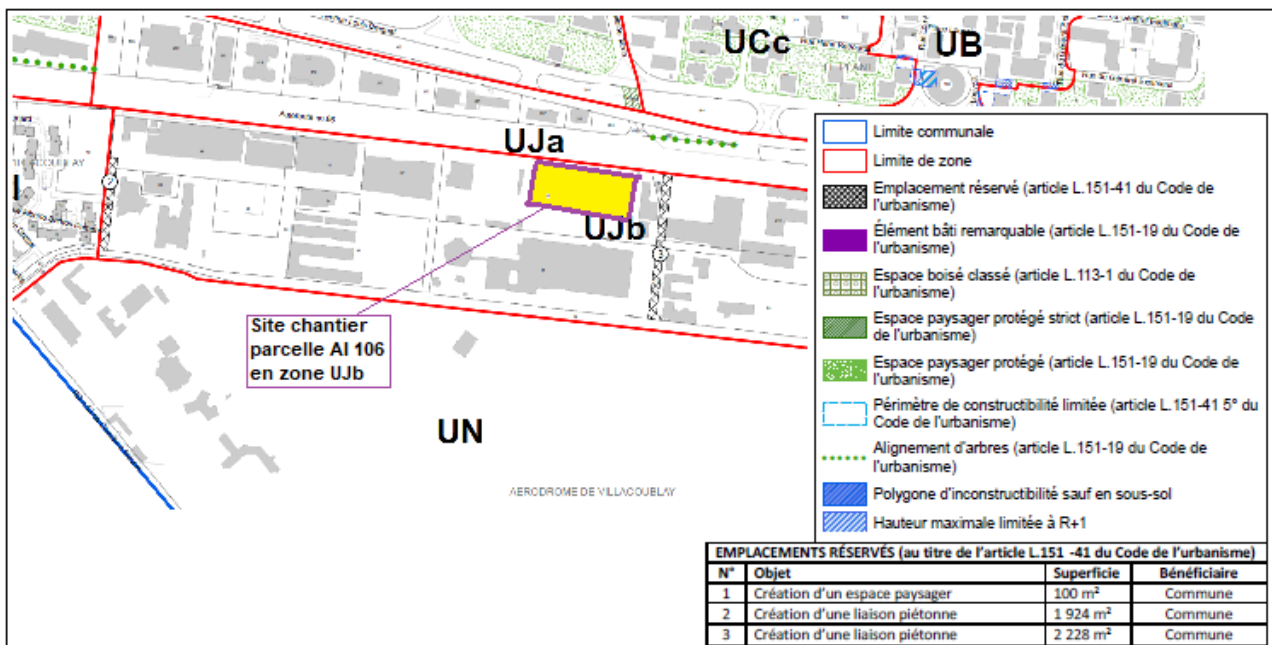 UCc
UB
Autoroute no 86
UJa
UJb
2
3
Site chantier
parcelle AI 106
en zone UJb
UN
AERODROME DE VILLACOUBLAY
Limite communale
Limite de zone
Emplacement réservé (article L.151-41 du Code de
l'urbanisme)
Élément bâti remarquable (article L.151-19 du Code de
l'urbanisme)
Espace boisé classé (article L.113-1 du Code de
l'urbanisme)
Espace paysager protégé strict (article L.151-19 du Code
de l'urbanisme)
Espace paysager protégé (article L.151-19 du Code de
l'urbanisme)
Périmètre de constructibilité limitée (article L.151-41 5° du
Code de l'urbanisme)
Alignement d'arbres (article L.151-19 du Code de
l'urbanisme)
Polygone d'inconstructibilité sauf en sous-sol
Hauteur maximale limitée à R+1
EMPLACEMENTS RÉSERVÉS (au titre de l'article L.151 -41 du Code de l'urbanisme)
N° Objet Superficie Bénéficiaire
1 Création d'un espace paysager 100 m² Commune
2 Création d'une liaison piétonne 1 924 m² Commune
3 Création d'une liaison piétonne 2 228 m² Commune